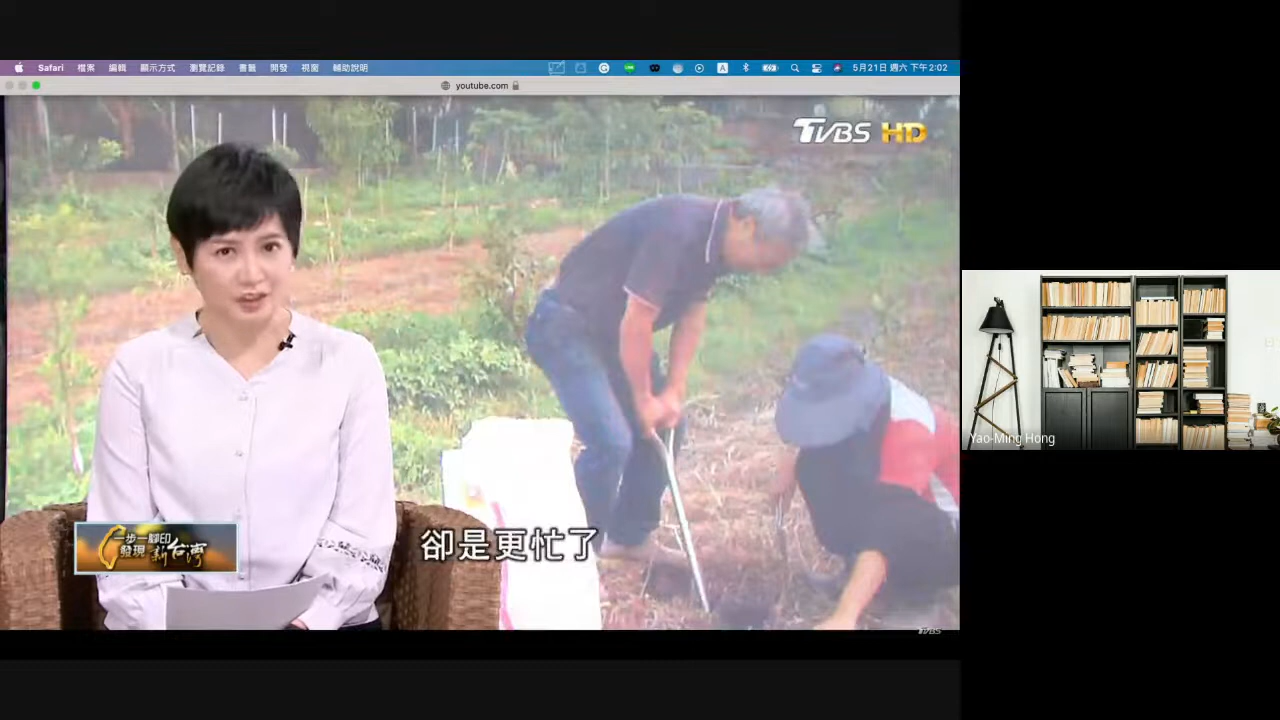 Safari 檔案 編輯 顯示方式 瀏覽記錄 書籤 開發 視窗 輔助說明
A
5月21日 週六 下午2:02
youtube.com
TVBS HD
一步一腳印
發現 新台灣
卻是更忙了
Yao-Ming Hong
TVBS